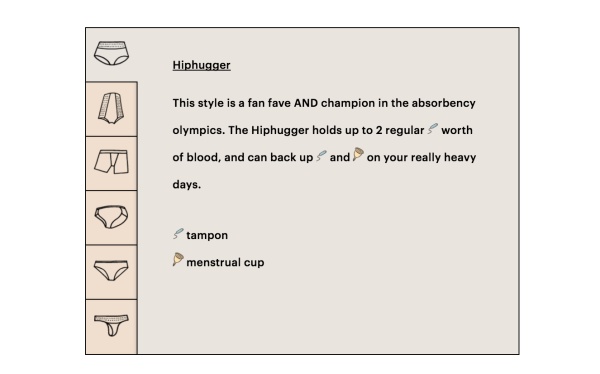 Hiphugger
This style is a fan fave AND champion in the absorbency
olympics. The Hiphugger holds up to 2 regular worth
of blood, and can back up and on your really heavy
days.
tampon
menstrual cup